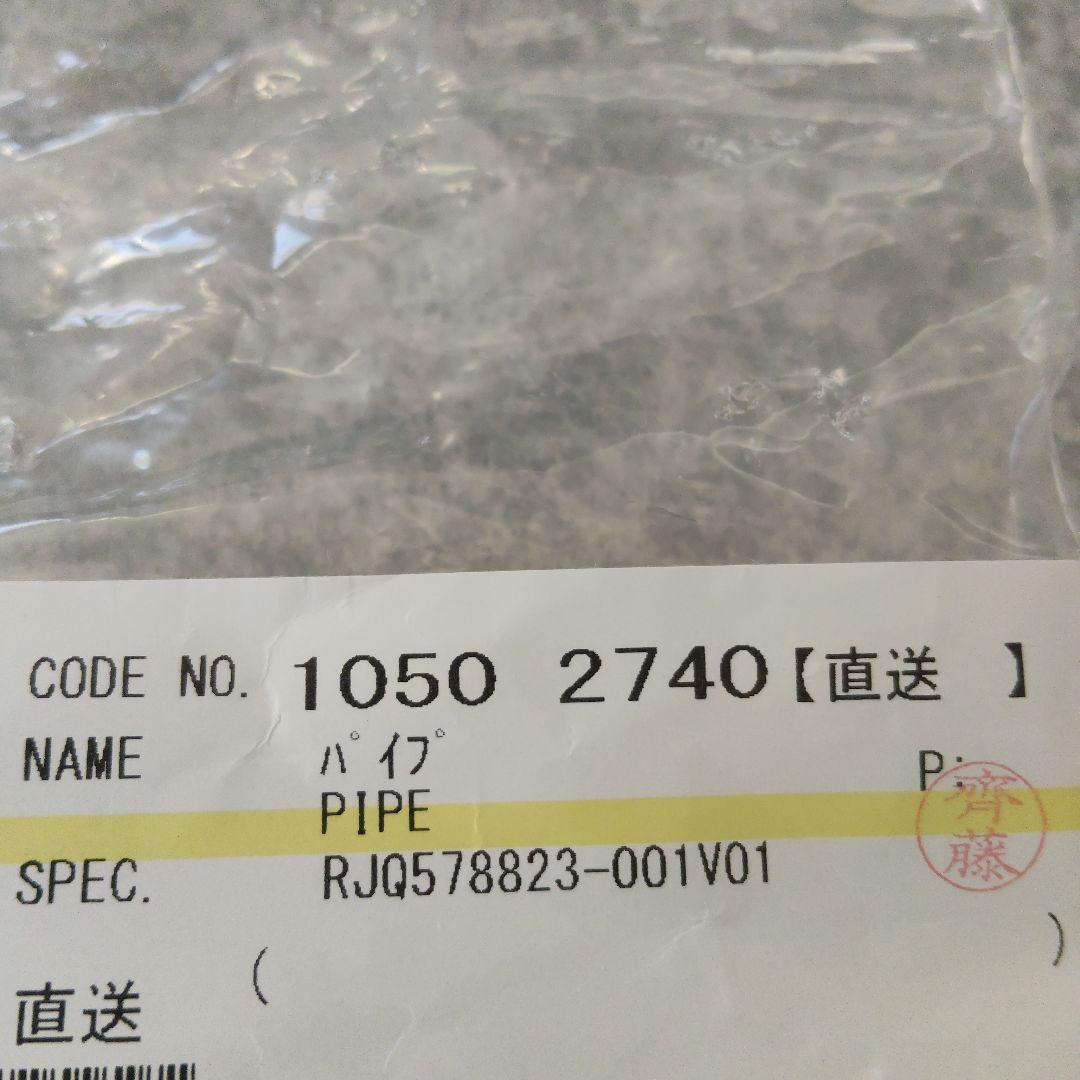 CODE NO. 1050 2740【直送　】
NAME ﾊﾟｲﾌﾟ P:
PIPE
齊藤
SPEC. RJQ578823-001V01
( )
直送